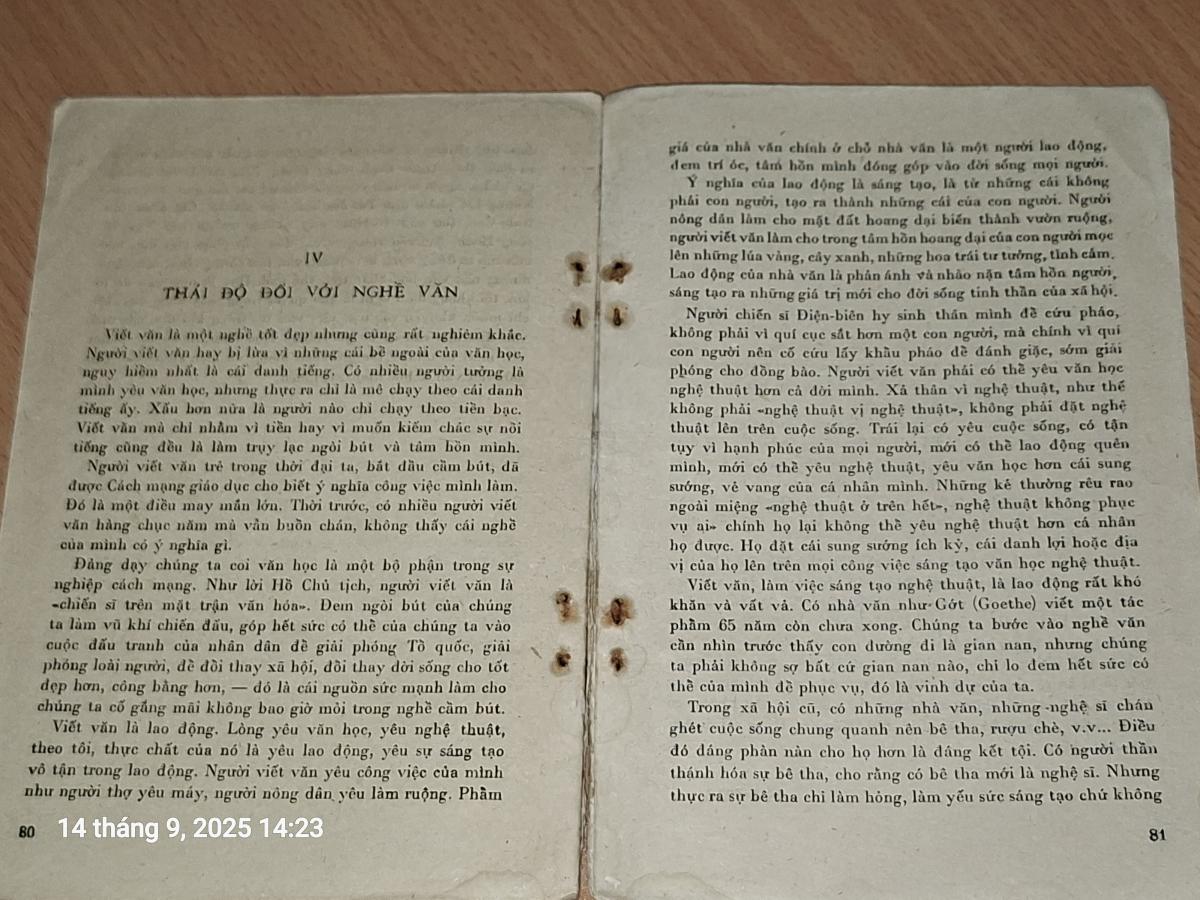 IV
THÁI ĐỘ ĐỐI VỚI NGHỀ VĂN
Viết văn là một nghề tốt đẹp nhưng cũng rất nghiêm khắc.
Người viết văn hay bị lừa vì những cái bề ngoài của văn học,
nguy hiểm nhất là cái danh tiếng. Có nhiều người tưởng là
mình yêu văn học, nhưng thực ra chỉ là mê chạy theo cái danh
tiếng ấy. Xấu hơn nữa là người nào chỉ chạy theo tiền bạc.
Viết văn mà chỉ nhằm vì tiền hay vì muốn kiếm chác sự nổi
tiếng cũng đều là làm trụy lạc ngòi bút và tâm hồn mình.
Người viết văn trẻ trong thời đại ta, bắt đầu cầm bút, đã
được Cách mạng giáo dục cho biết ý nghĩa công việc mình làm.
Đó là một điều may mắn lớn. Thời trước, có nhiều người viết
văn hàng chục năm mà vẫn buồn chán, không thấy cái nghề
của mình có ý nghĩa gì.
Đảng dạy chúng ta coi văn học là một bộ phận trong sự
nghiệp cách mạng. Như lời Hồ Chủ tịch, người viết văn là
«chiến sĩ trên mặt trận văn hóa». Đem ngòi bút của chúng
ta làm vũ khí chiến đấu, góp hết sức có thể của chúng ta vào
cuộc đấu tranh của nhân dân để giải phóng Tổ quốc, giải
phóng loài người, để đổi thay xã hội, đổi thay đời sống cho tốt
đẹp hơn, công bằng hơn, — đó là cái nguồn sức mạnh làm cho
chúng ta cố gắng mãi không bao giờ mỏi trong nghề cầm bút.
Viết văn là lao động. Lòng yêu văn học, yêu nghệ thuật,
theo tôi, thực chất của nó là yêu lao động, yêu sự sáng tạo
vô tận trong lao động. Người viết văn yêu công việc của mình
như người thợ yêu máy, người nông dân yêu làm ruộng. Phẩm
80
14 tháng 9, 2025 14:23
giá của nhà văn chính ở chỗ nhà văn là một người lao động,
đem trí óc, tâm hồn mình đóng góp vào đời sống mọi người.
Ý nghĩa của lao động là sáng tạo, là từ những cái không
phải con người, tạo ra thành những cái của con người. Người
nông dân làm cho mặt đất hoang dại biến thành vườn ruộng,
người viết văn làm cho trong tâm hồn hoang dại của con người mọc
lên những lúa vàng, cây xanh, những hoa trái tư tưởng, tình cảm.
Lao động của nhà văn là phản ánh và nhào nặn tâm hồn người,
sáng tạo ra những giá trị mới cho đời sống tinh thần của xã hội.
Người chiến sĩ Điện-biên hy sinh thân mình để cứu pháo,
không phải vì quí cục sắt hơn một con người, mà chính vì quí
con người nên cố cứu lấy khẩu pháo để đánh giặc, sớm giải
phóng cho đồng bào. Người viết văn phải có thể yêu văn học
nghệ thuật hơn cả đời mình. Xả thân vì nghệ thuật, như thế
không phải «nghệ thuật vị nghệ thuật», không phải đặt nghệ
thuật lên trên cuộc sống. Trái lại có yêu cuộc sống, có tận
tụy vì hạnh phúc của mọi người, mới có thể lao động quên
mình, mới có thể yêu nghệ thuật, yêu văn học hơn cái sung
sướng, vẻ vang của cá nhân mình. Những kẻ thường rêu rao
ngoài miệng «nghệ thuật ở trên hết», nghệ thuật không phục
vụ ai» chính họ lại không thể yêu nghệ thuật hơn cá nhân
họ được. Họ đặt cái sung sướng ích kỷ, cái danh lợi hoặc địa
vị của họ lên trên mọi công việc sáng tạo văn học nghệ thuật.
Viết văn, làm việc sáng tạo nghệ thuật, là lao động rất khó
khăn và vất vả. Có nhà văn như Gớt (Goethe) viết một tác
phẩm 65 năm còn chưa xong. Chúng ta bước vào nghề văn
cần nhìn trước thấy con đường đi là gian nan, nhưng chúng
ta phải không sợ bất cứ gian nan nào, chỉ lo đem hết sức có
thể của mình để phục vụ, đó là vinh dự của ta.
Trong xã hội cũ, có những nhà văn, những nghệ sĩ chán
ghét cuộc sống chung quanh nên bê tha, rượu chè, v.v... Điều
đó đáng phàn nàn cho họ hơn là đáng kết tội. Có người thần
thánh hóa sự bê tha, cho rằng có bê tha mới là nghệ sĩ. Nhưng
thực ra sự bê tha chỉ làm hỏng, làm yếu sức sáng tạo chứ không
81